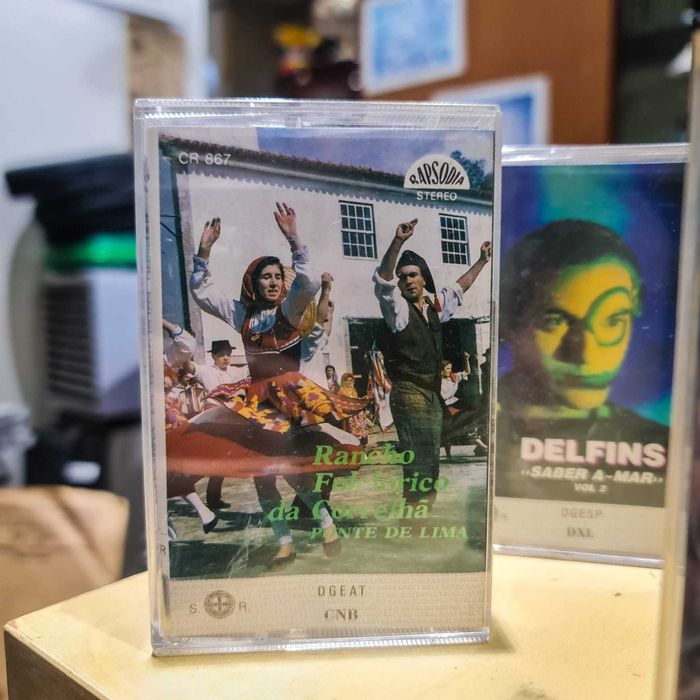 CR 867
RAPSODIA
STEREO
Rancho
Folclórico
da Correlhã
PONTE DE LIMA
DGEAT
S. R.
CNB
DELFINS
«SABER A-MAR»
VOL 2
DGESP
DXL